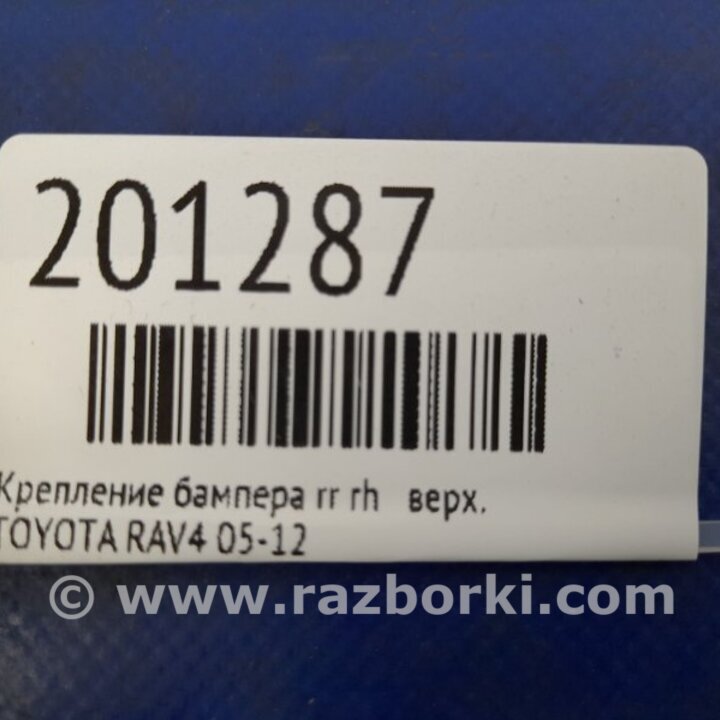 201287
Крепление бампера rr rh верх.
TOYOTA RAV4 05-12
© www.razborki.com